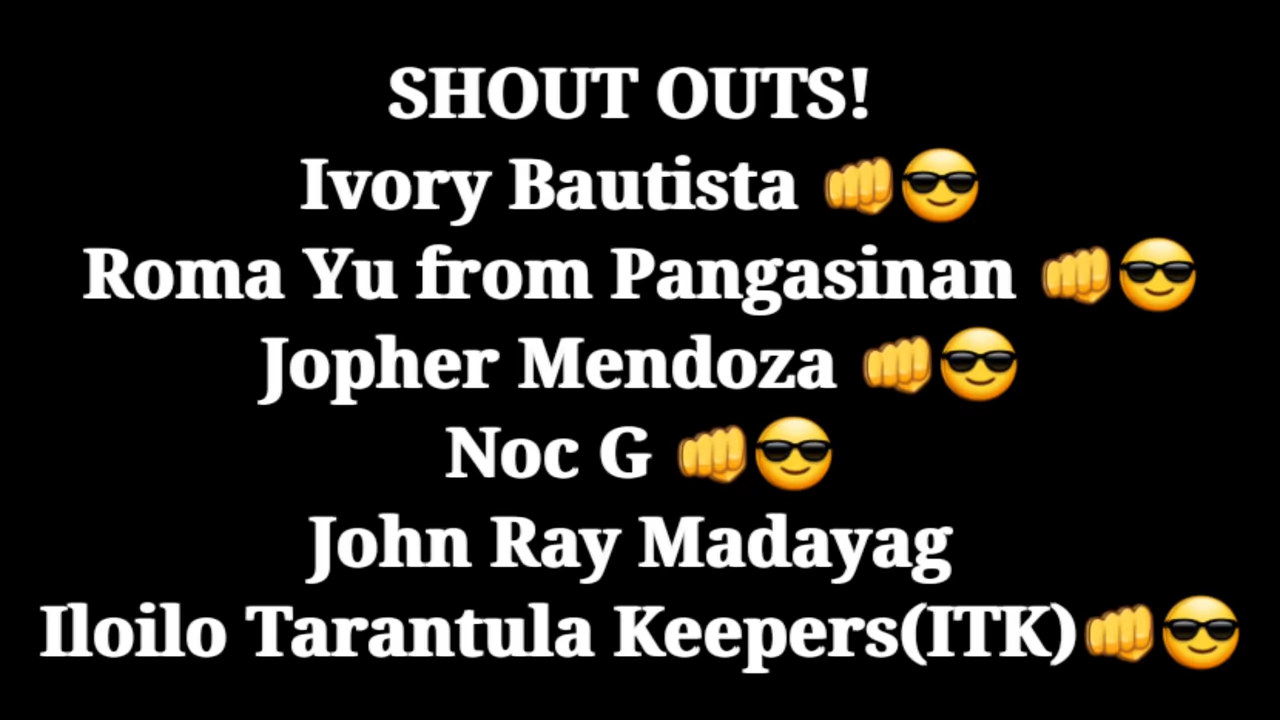 SHOUT OUTS!
Ivory Bautista 👊😎
Roma Yu from Pangasinan 👊😎
Jopher Mendoza 👊😎
Noc G 👊😎
John Ray Madayag
Iloilo Tarantula Keepers(ITK)👊😎